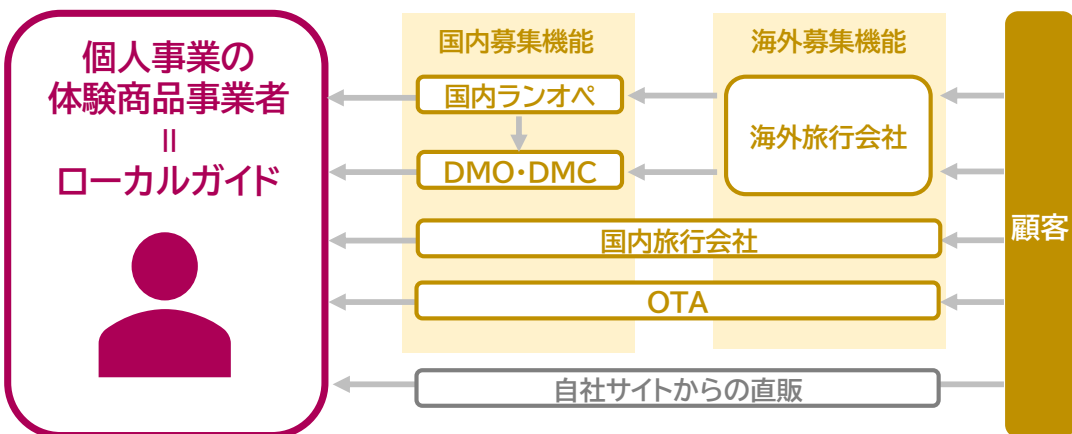 個人事業の
体験商品事業者
=
ローカルガイド
国内募集機能
海外募集機能
国内ランオペ
DMO・DMC
海外旅行会社
国内旅行会社
OTA
自社サイトからの直販
顧客